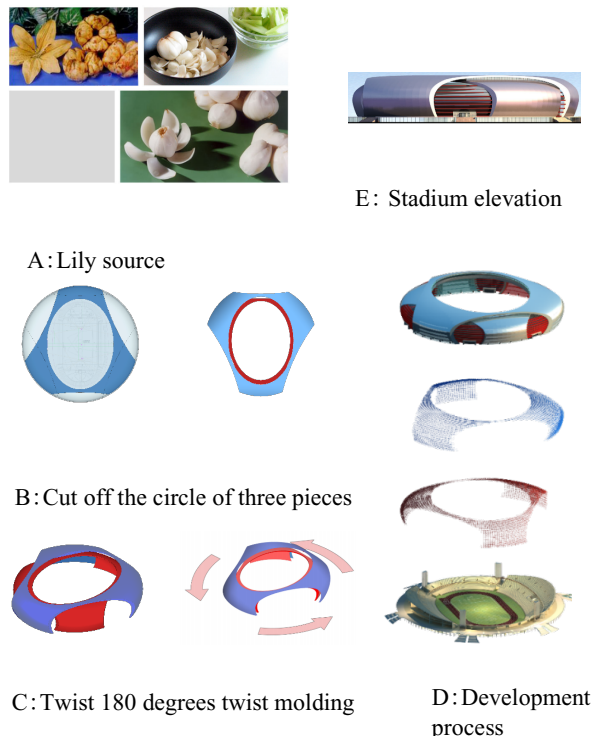 E: Stadium elevation
A:Lily source
B:Cut off the circle of three pieces
C:Twist 180 degrees twist molding
D:Development
process